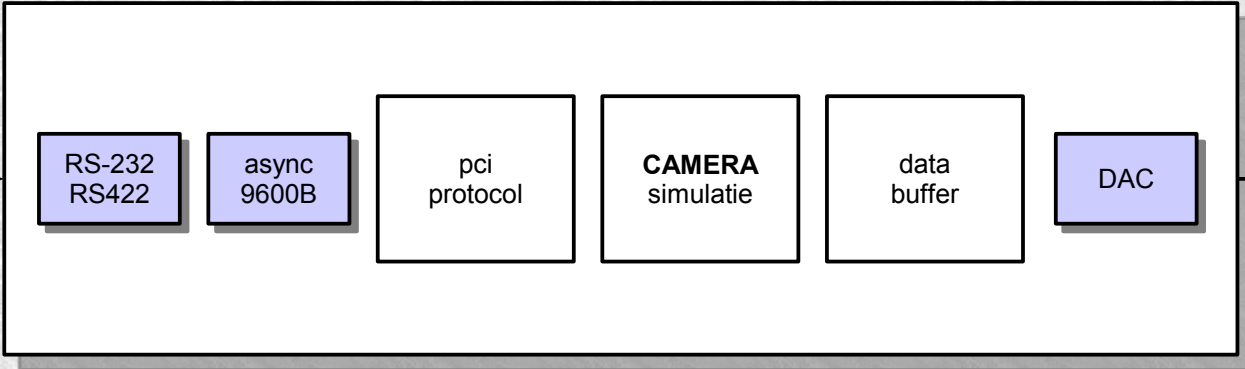 RS-232
RS422
async
9600B
pci
protocol
CAMERA
simulatie
data
buffer
DAC